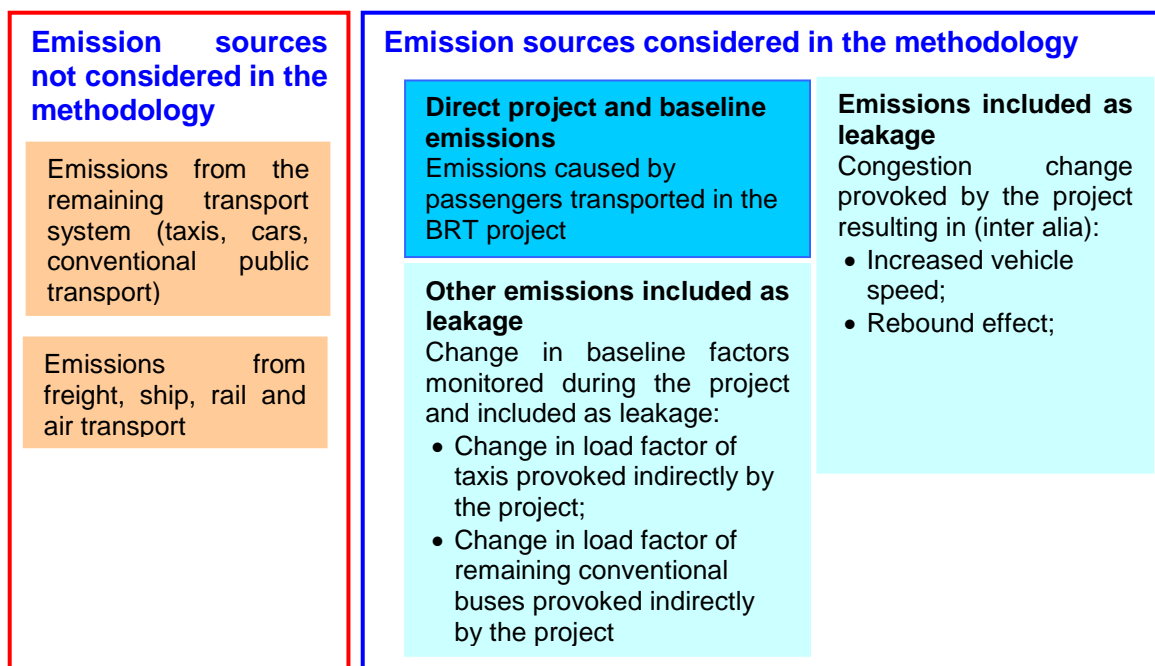 Emission sources
not considered in the
methodology
Emissions from the
remaining transport
system (taxis, cars,
conventional public
transport)
Emissions from
freight, ship, rail and
air transport
Emission sources considered in the methodology
Direct project and baseline
emissions
Emissions caused by
passengers transported in the
BRT project
Other emissions included as
leakage
Change in baseline factors
monitored during the project
and included as leakage:
• Change in load factor of
taxis provoked indirectly by
the project;
• Change in load factor of
remaining conventional
buses provoked indirectly
by the project
Emissions included as
leakage
Congestion change
provoked by the project
resulting in (inter alia):
• Increased vehicle
speed;
• Rebound effect;